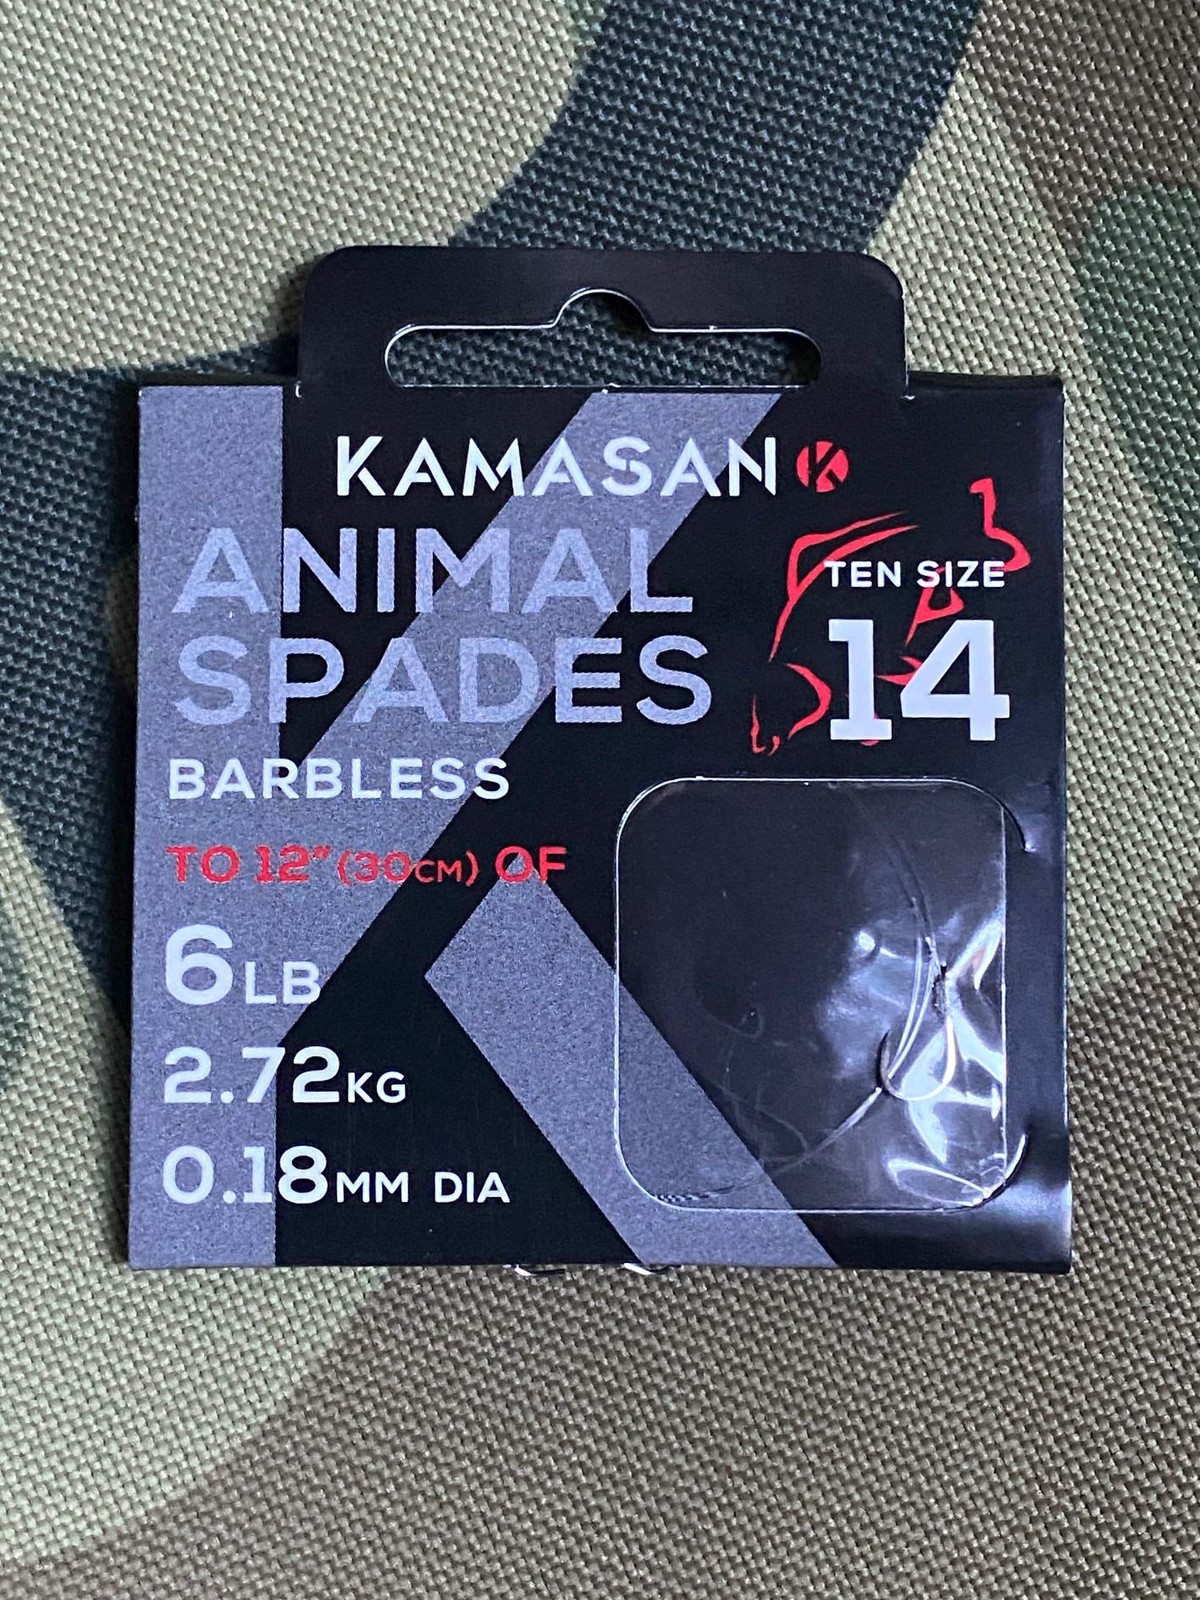 KAMASAN K
ANIMAL
SPADES
BARBLESS
TEN SIZE
14
TO 12” (30CM) OF
6LB
2.72KG
0.18MM DIA